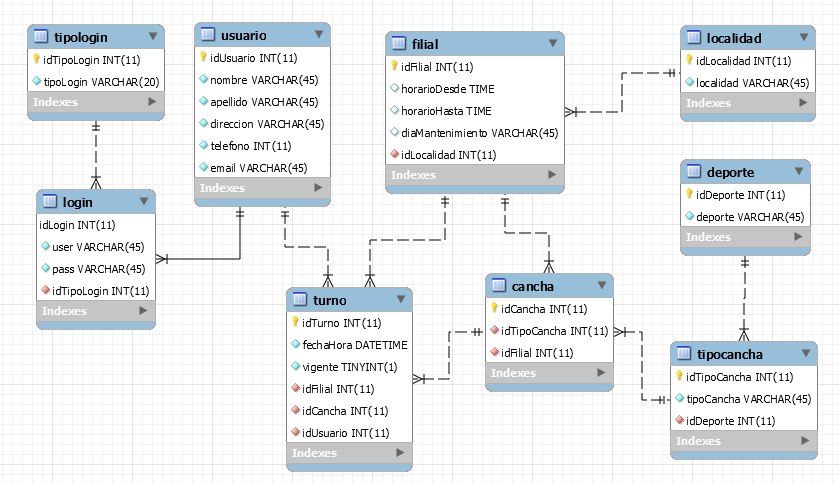 tipologin
idTipoLogin INT(11)
tipoLogin VARCHAR(20)
Indexes
usuario
idUsuario INT(11)
nombre VARCHAR(45)
apellido VARCHAR(45)
direccion VARCHAR(45)
telefono INT(11)
email VARCHAR(45)
Indexes
filial
idFilial INT(11)
horarioDesde TIME
horarioHasta TIME
diaMantenimiento VARCHAR(45)
idLocalidad INT(11)
Indexes
localidad
idLocalidad INT(11)
localidad VARCHAR(45)
Indexes
deporte
idDeporte INT(11)
deporte VARCHAR(45)
Indexes
login
idLogin INT(11)
user VARCHAR(45)
pass VARCHAR(45)
idTipoLogin INT(11)
Indexes
turno
idTurno INT(11)
fechaHora DATETIME
vigente TINYINT(1)
idFilial INT(11)
idCancha INT(11)
idUsuario INT(11)
Indexes
cancha
idCancha INT(11)
idTipoCancha INT(11)
idFilial INT(11)
Indexes
tipocancha
idTipoCancha INT(11)
tipoCancha VARCHAR(45)
idDeporte INT(11)
Indexes